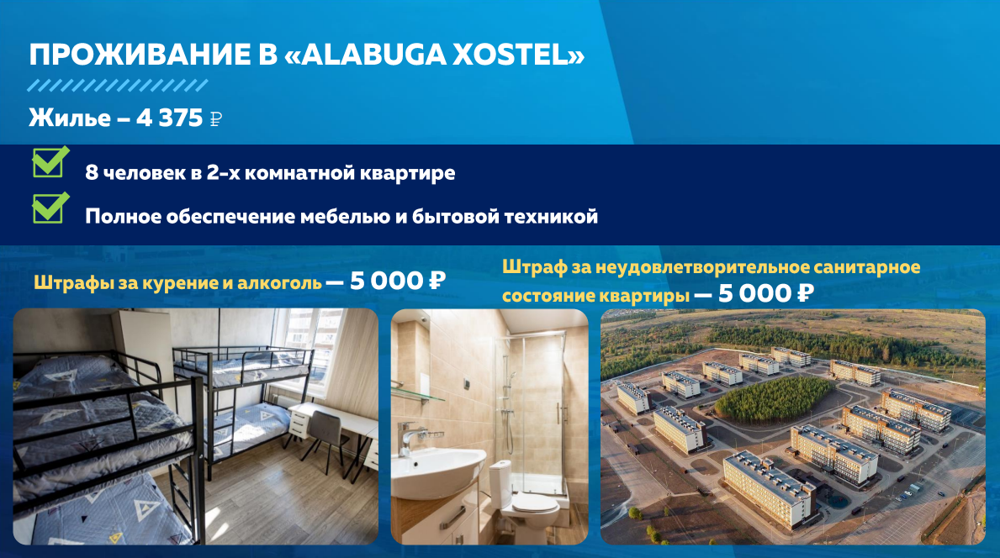 ПРОЖИВАНИЕ В «ALABUGA XOSTEL»
Жилье – 4 375 ₽
8 человек в 2-х комнатной квартире
Полное обеспечение мебелью и бытовой техникой
Штрафы за курение и алкоголь — 5 000 ₽
Штраф за неудовлетворительное санитарное
состояние квартиры — 5 000 ₽